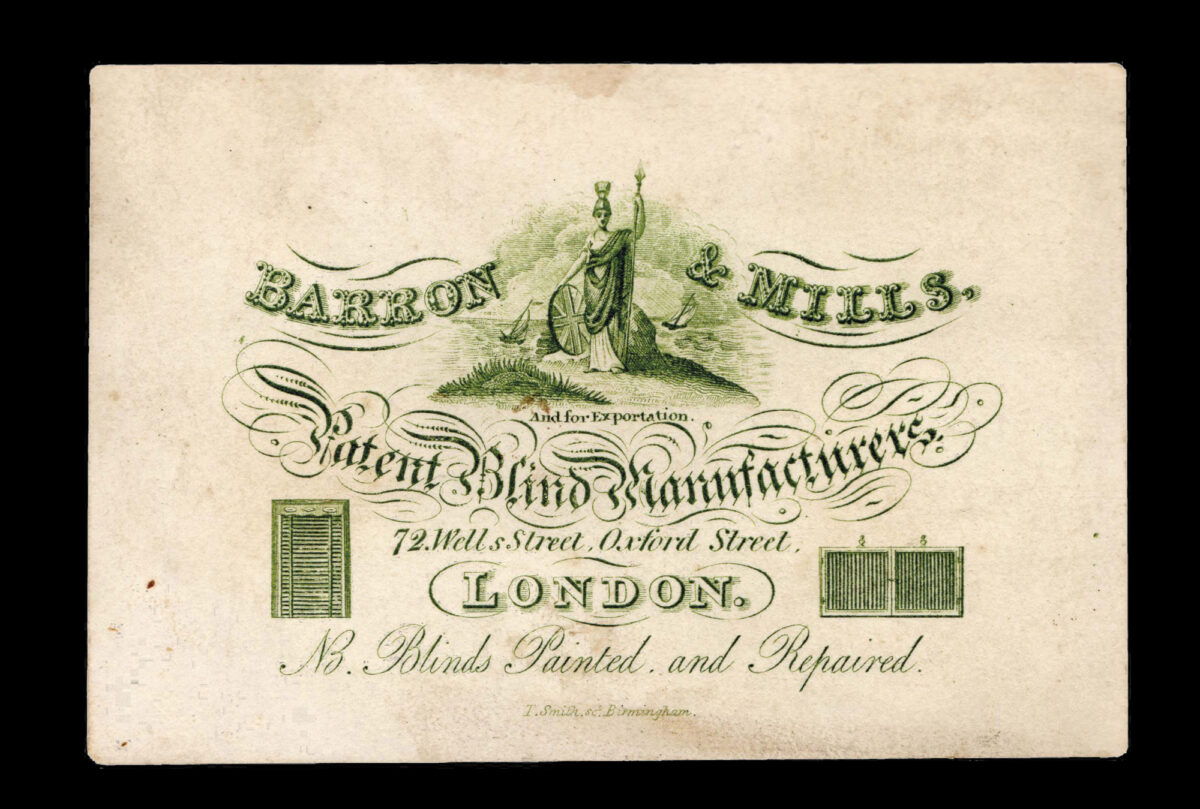 BARRON & MILLS,
And for Exportation.
Patent Blind Manufacturers,
72. Wells Street, Oxford Street,
LONDON.
NB. Blinds Painted, and Repaired.
T. Smith, sc. Birmingham.